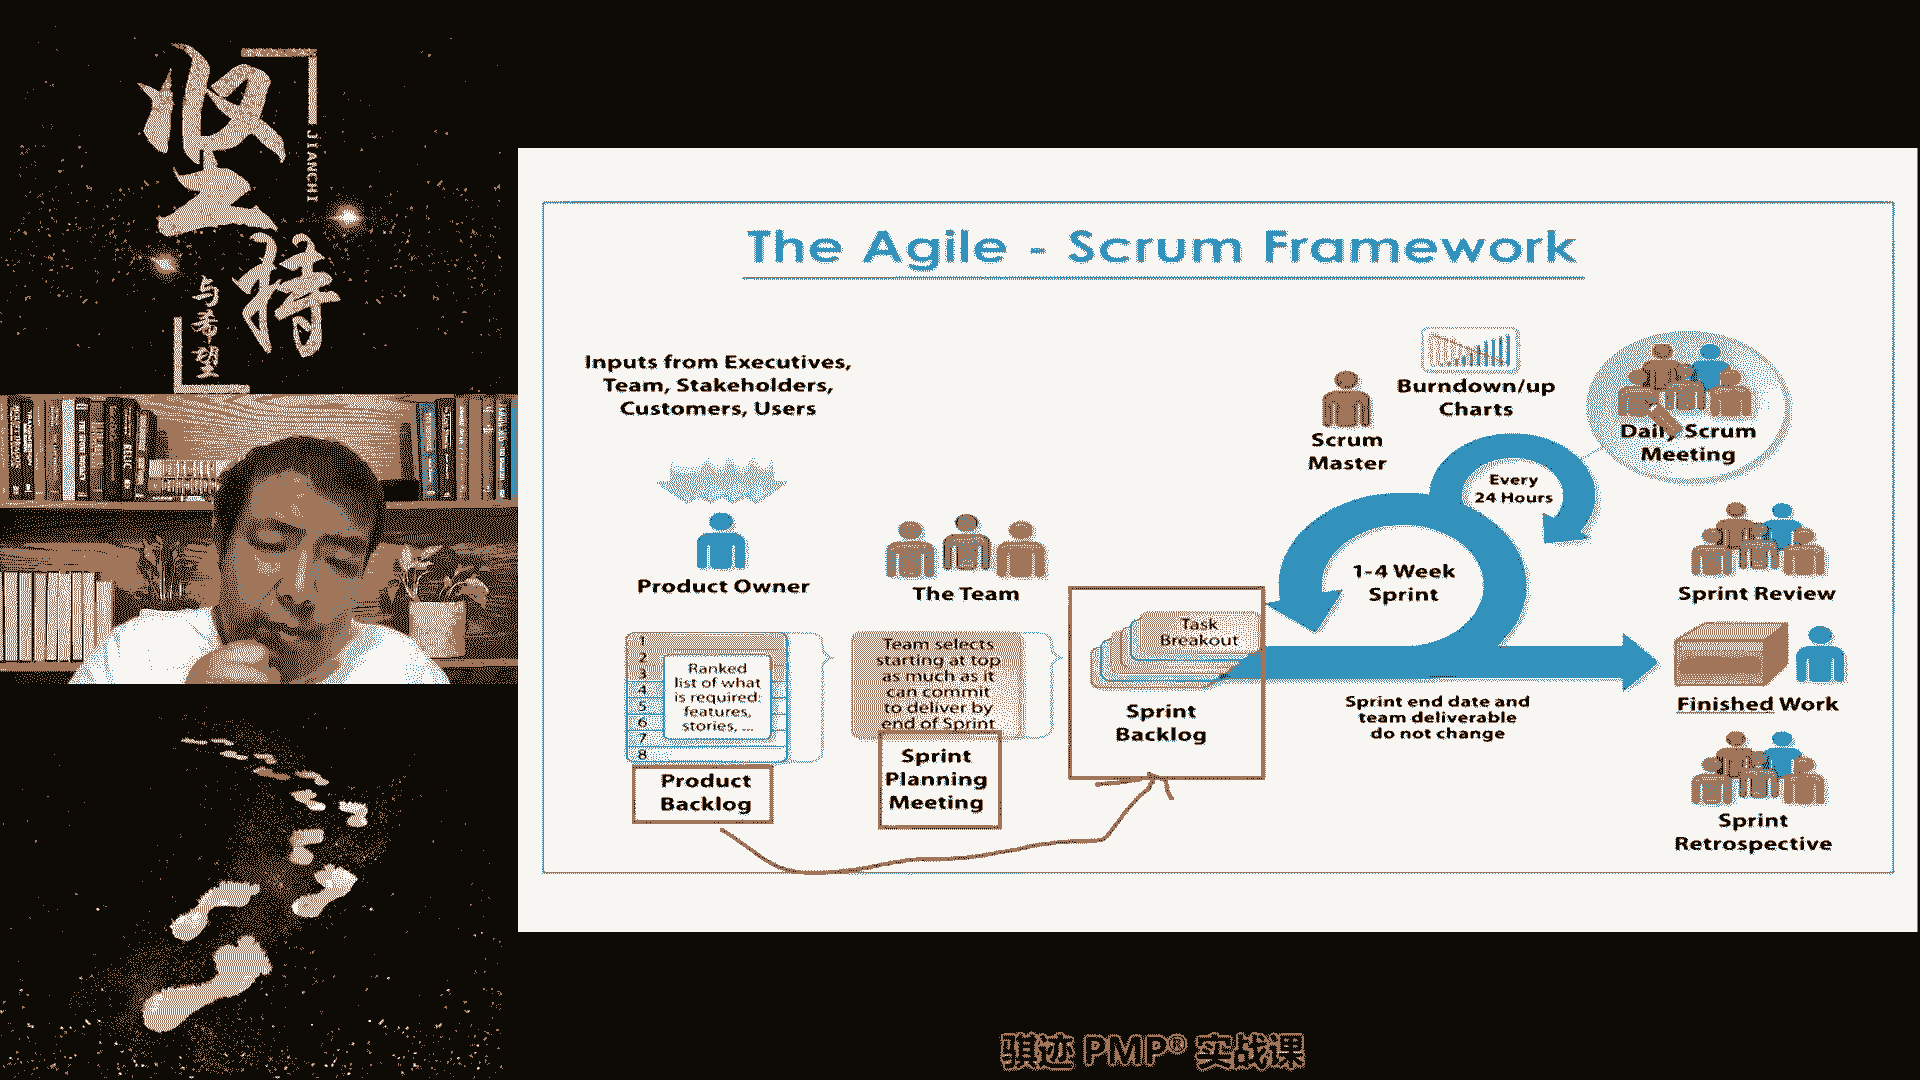 坚持
JIANCHI
与希望
The Agile - Scrum Framework
Inputs from Executives,
Team, Stakeholders,
Customers, Users
Product Owner
The Team
1
2
3
4
5
6
7
8
Ranked
list of what
is required:
features,
stories, ...
Product
Backlog
Team selects
starting at top
as much as it
can commit
to deliver by
end of Sprint
Sprint
Planning
Meeting
Task
Breakout
Sprint
Backlog
Scrum
Master
Burndown/up
Charts
Every
24 Hours
1-4 Week
Sprint
Sprint end date and
team deliverable
do not change
Daily Scrum
Meeting
Sprint Review
Finished Work
Sprint
Retrospective
骐迹 PMP® 实战课